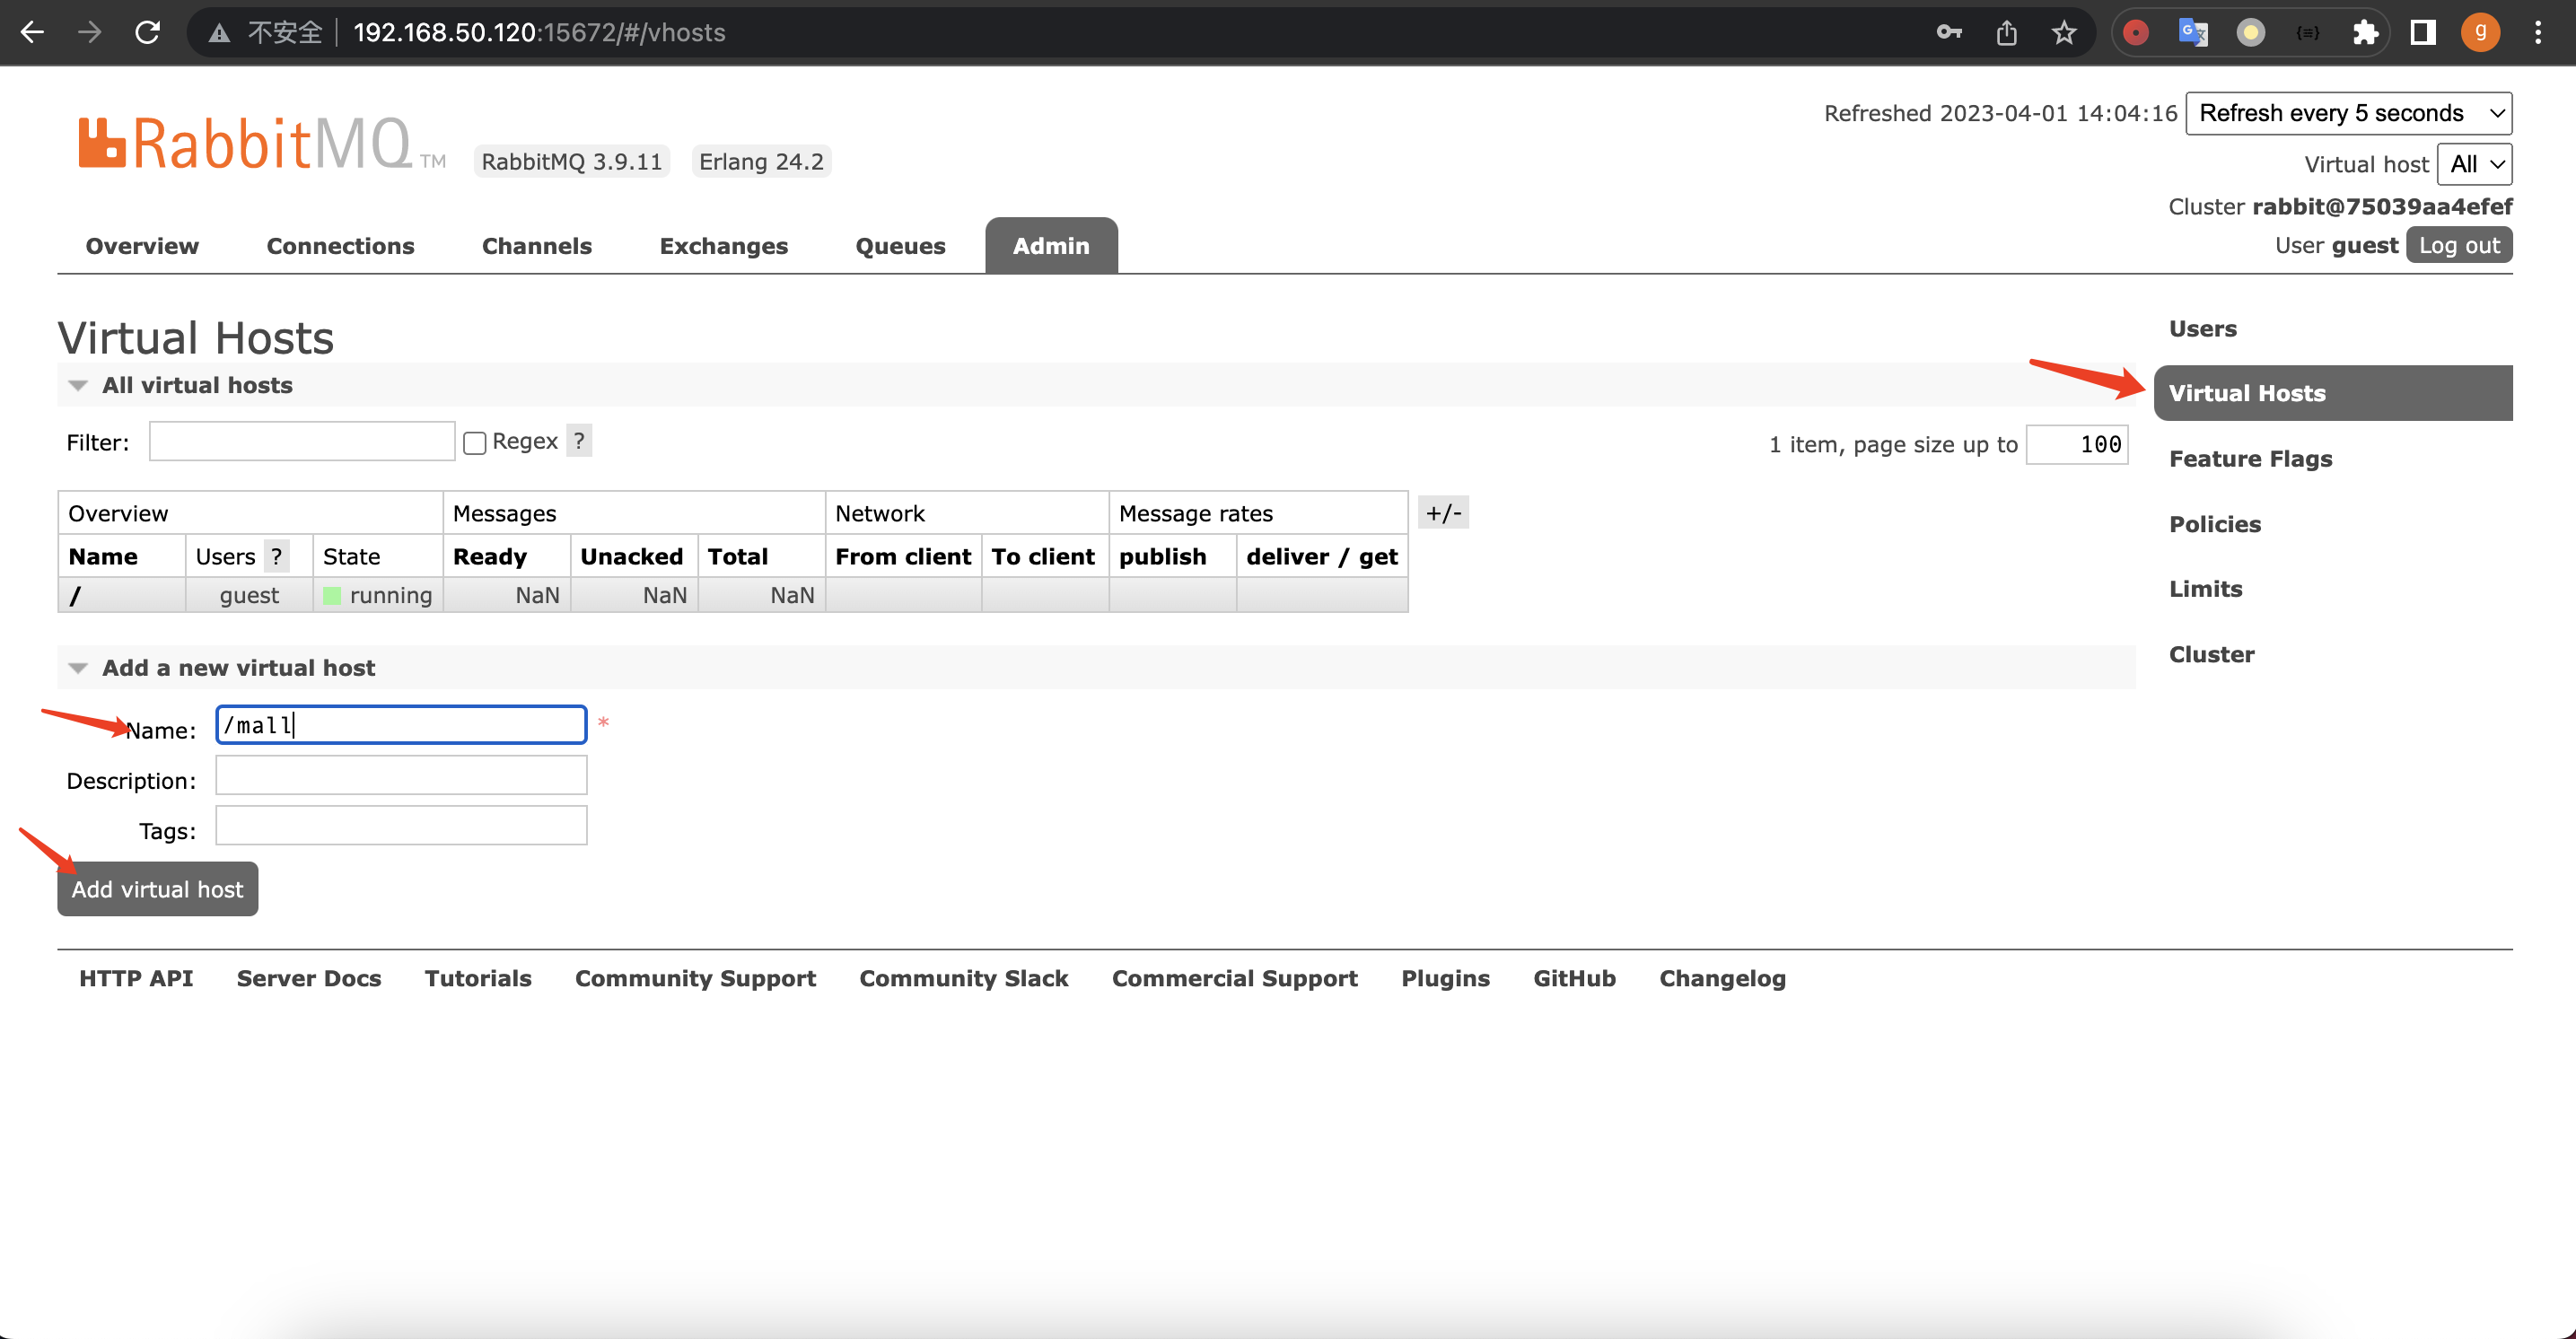 不安全 192.168.50.120:15672/#/vhosts
g
RabbitMQ TM RabbitMQ 3.9.11 Erlang 24.2
Refreshed 2023-04-01 14:04:16 Refresh every 5 seconds
Virtual host All
Cluster rabbit@75039aa4efef
User guest Log out
Overview Connections Channels Exchanges Queues Admin
Virtual Hosts
All virtual hosts
Filter: Regex ? 1 item, page size up to 100
Overview Messages Network Message rates +/-
Name Users ? State Ready Unacked Total From client To client publish deliver / get
/ guest running NaN NaN NaN
Add a new virtual host
Name: /mall *
Description:
Tags:
Add virtual host
Users
Virtual Hosts
Feature Flags
Policies
Limits
Cluster
HTTP API Server Docs Tutorials Community Support Community Slack Commercial Support Plugins GitHub Changelog